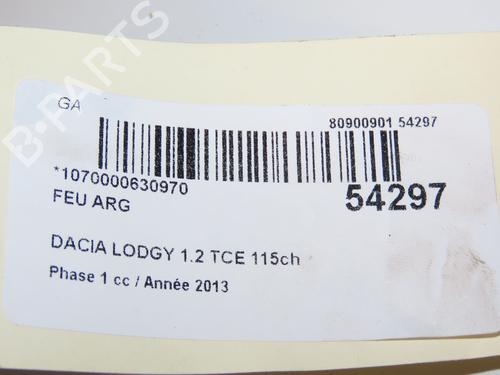 B-PARTS
GA
80900901 54297
*1070000630970
54297
FEU ARG
DACIA LODGY 1.2 TCE 115ch
Phase 1 cc / Année 2013